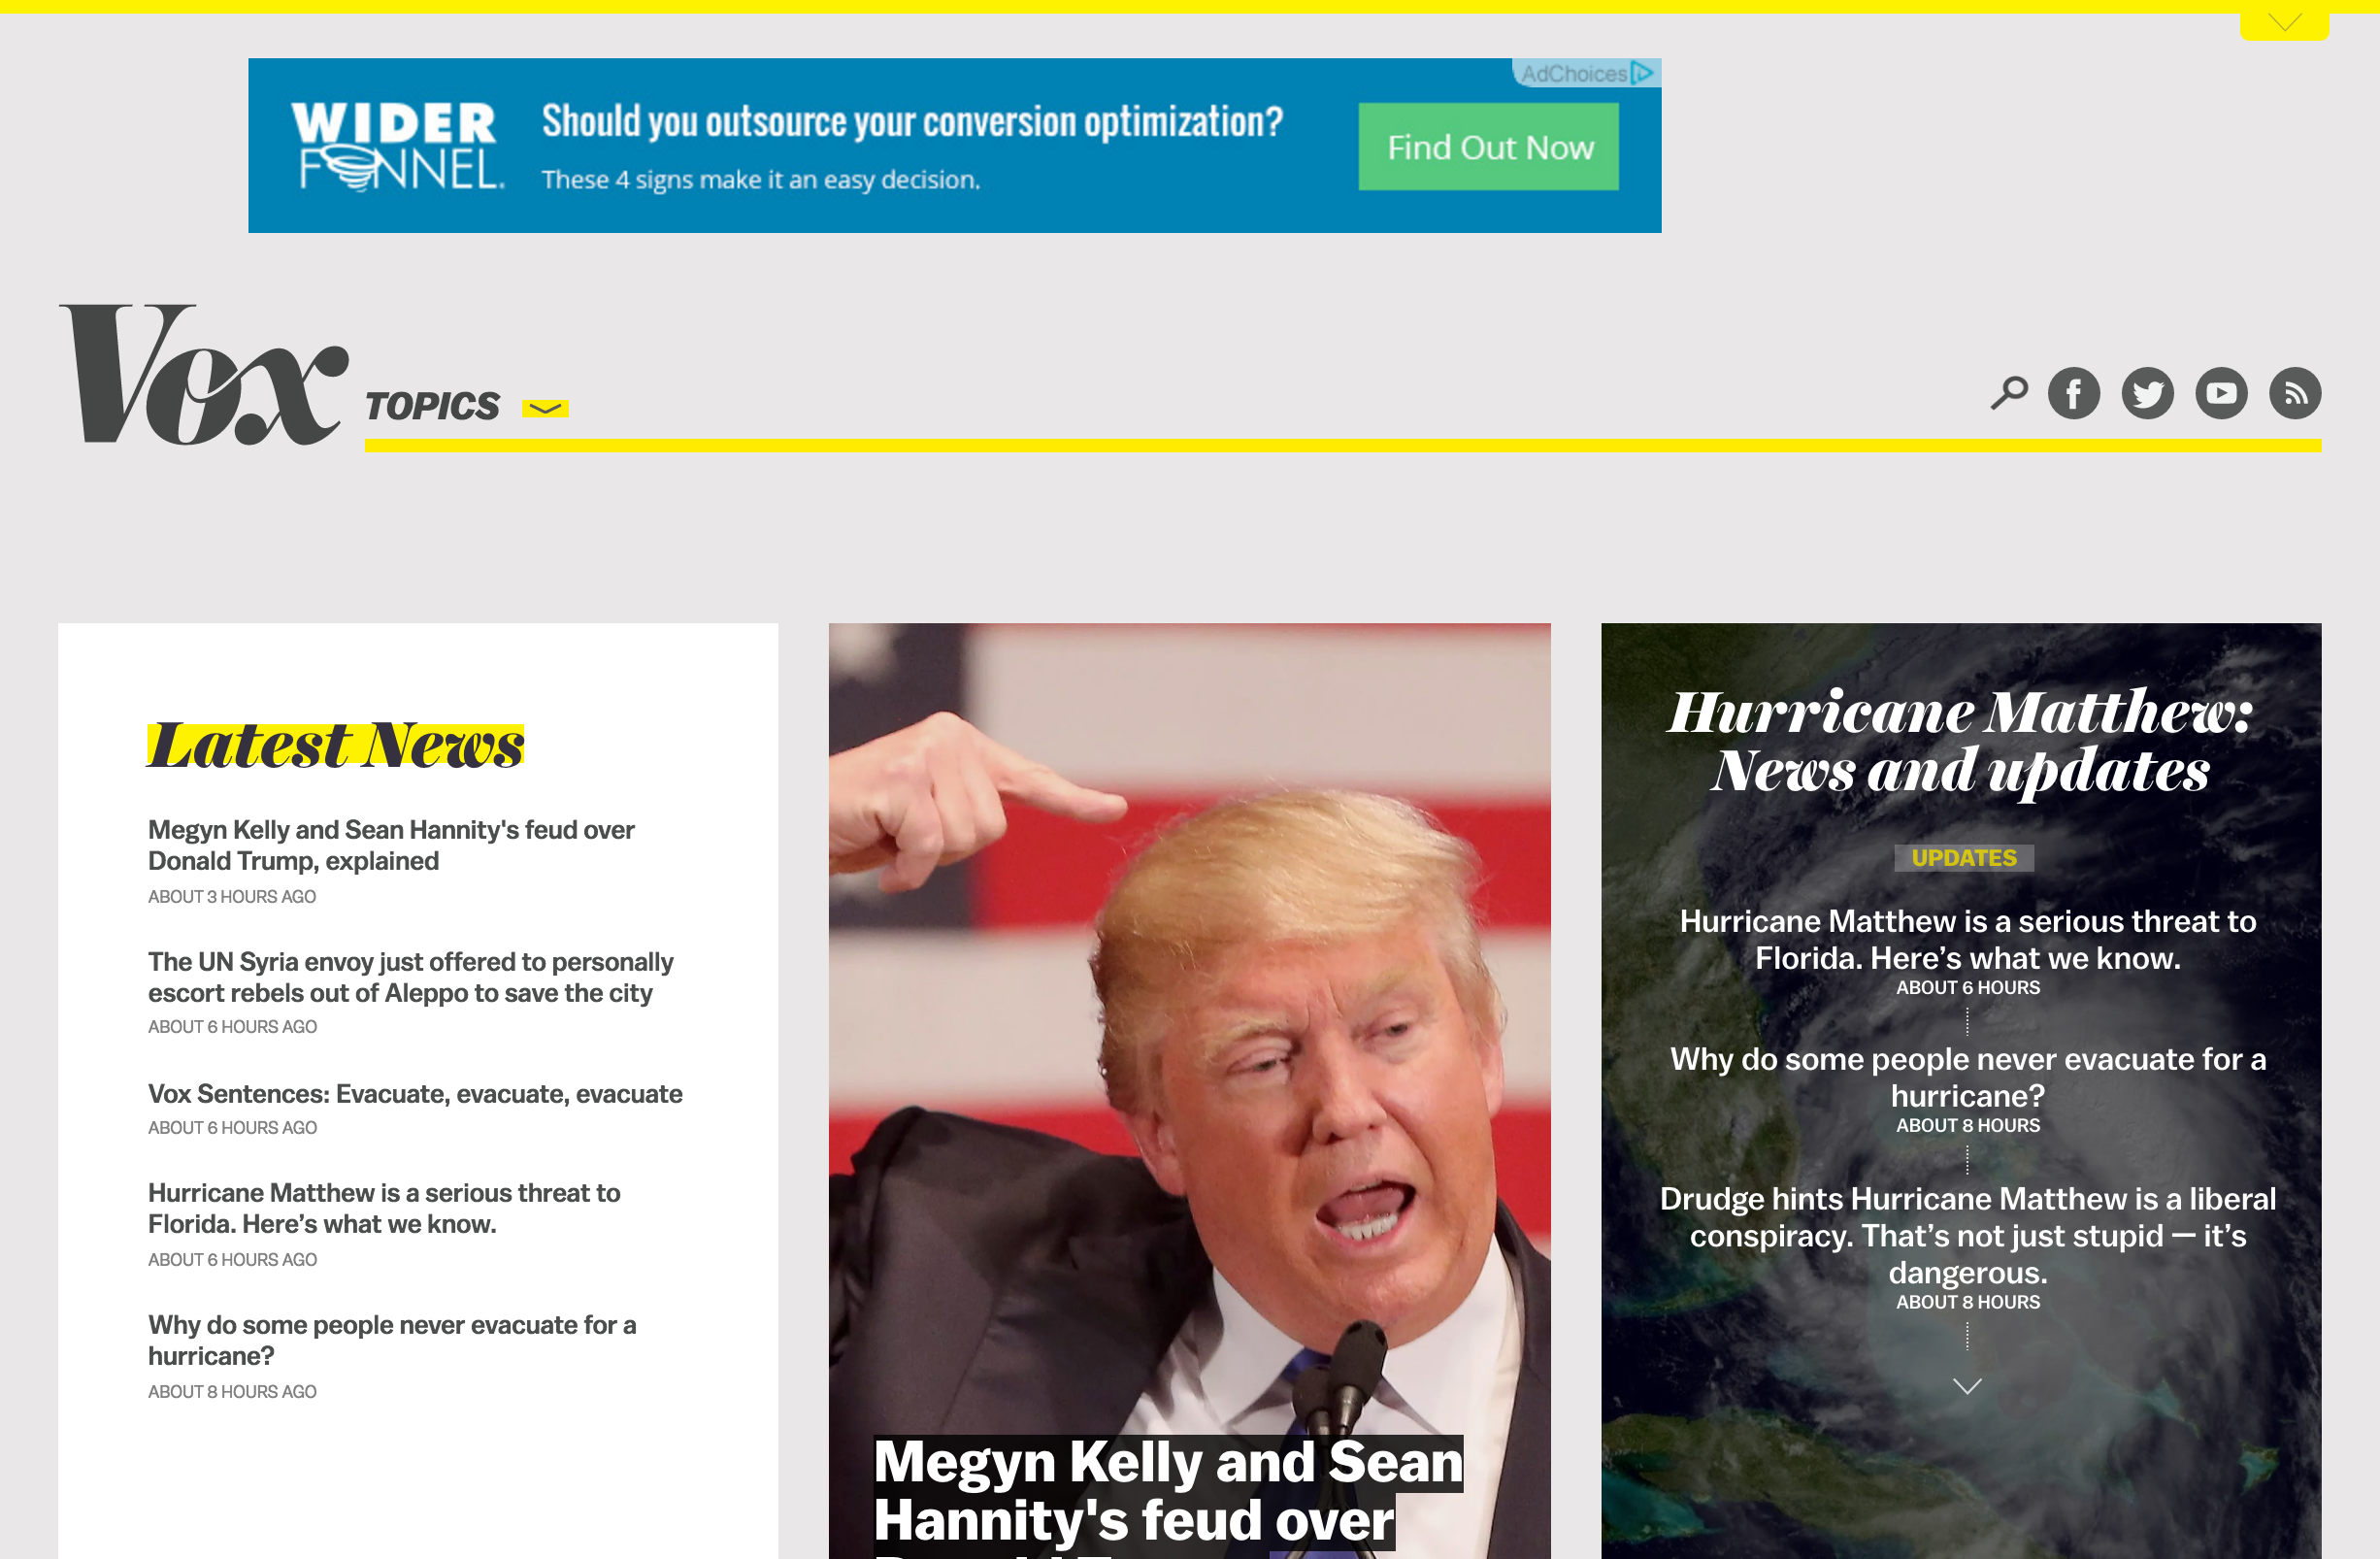 AdChoices
WIDER
FUNNEL.
Should you outsource your conversion optimization?
These 4 signs make it an easy decision.
Find Out Now
Vox
TOPICS
Latest News
Megyn Kelly and Sean Hannity's feud over
Donald Trump, explained
ABOUT 3 HOURS AGO
The UN Syria envoy just offered to personally
escort rebels out of Aleppo to save the city
ABOUT 6 HOURS AGO
Vox Sentences: Evacuate, evacuate, evacuate
ABOUT 6 HOURS AGO
Hurricane Matthew is a serious threat to
Florida. Here’s what we know.
ABOUT 6 HOURS AGO
Why do some people never evacuate for a
hurricane?
ABOUT 8 HOURS AGO
Megyn Kelly and Sean
Hannity's feud over
Hurricane Matthew:
News and updates
UPDATES
Hurricane Matthew is a serious threat to
Florida. Here’s what we know.
ABOUT 6 HOURS
Why do some people never evacuate for a
hurricane?
ABOUT 8 HOURS
Drudge hints Hurricane Matthew is a liberal
conspiracy. That’s not just stupid — it’s
dangerous.
ABOUT 8 HOURS